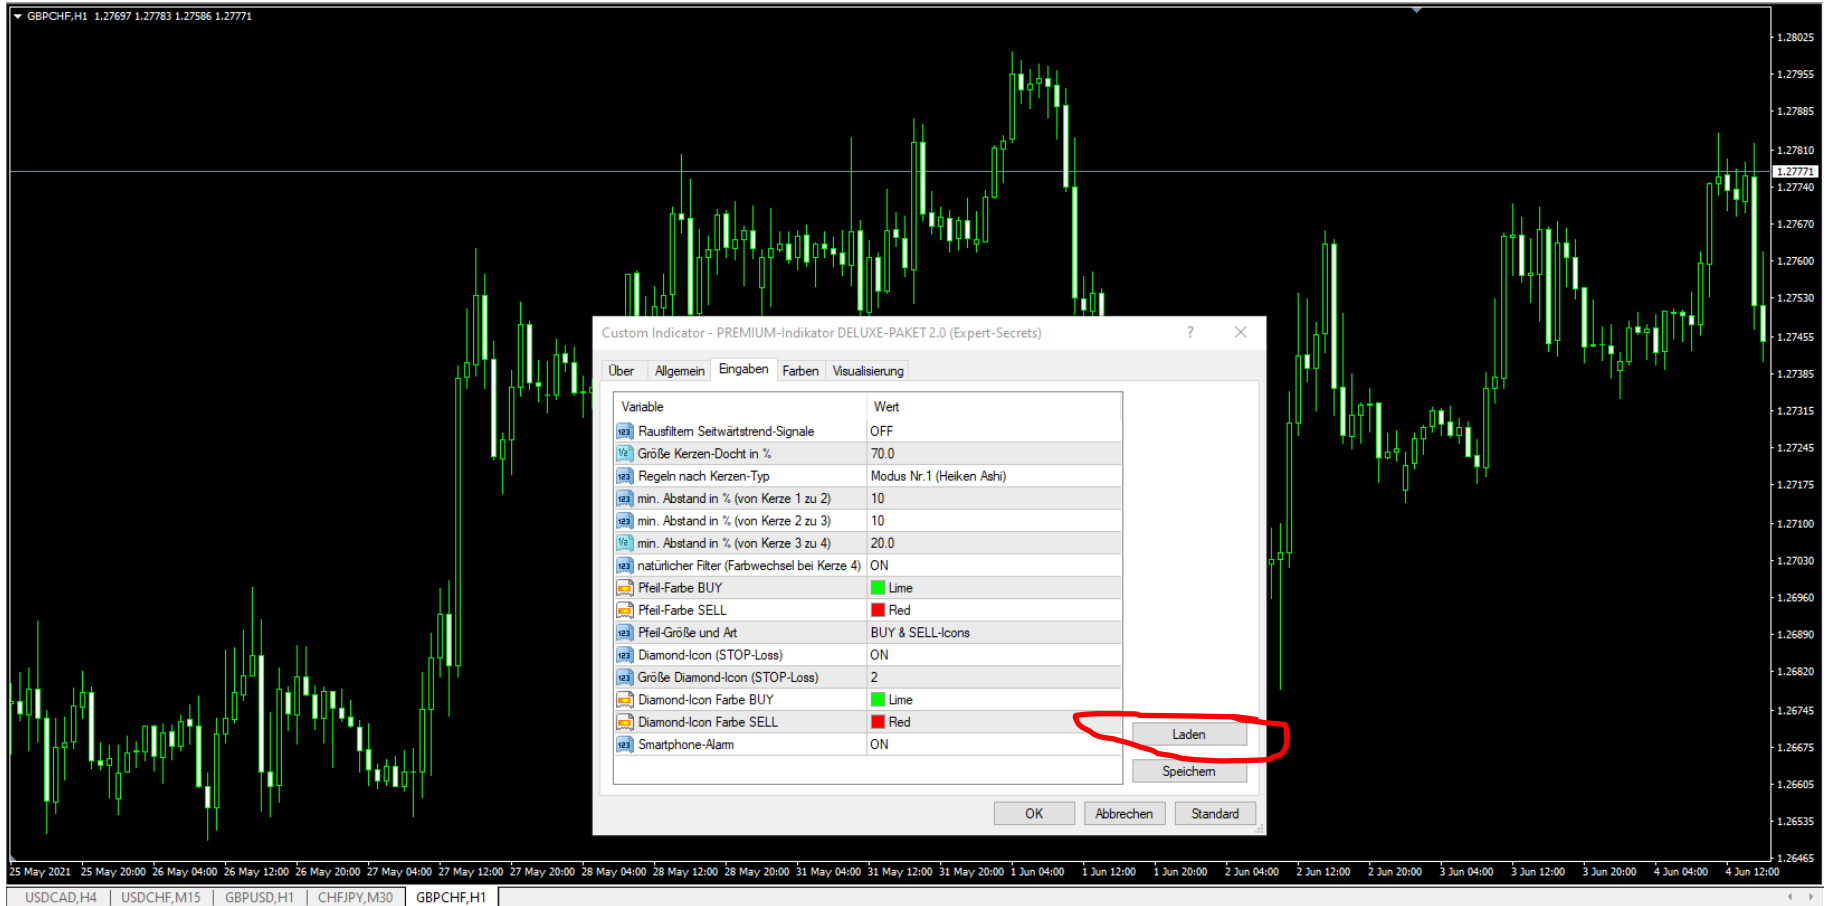 GBPCHF,H1 1.27697 1.27783 1.27586 1.27771
1.28025
1.27955
1.27885
1.27810
1.27771
1.27740
1.27670
1.27600
1.27530
1.27455
1.27385
1.27315
1.27245
1.27175
1.27100
1.27030
1.26960
1.26890
1.26820
1.26745
1.26675
1.26605
1.26535
1.26465
Custom Indicator - PREMIUM-Indikator DELUXE-PAKET 2.0 (Expert-Secrets) ?
Über Allgemein Eingaben Farben Visualisierung
Variable Wert
123 Rausfiltern Seitwärtstrend-Signale OFF
½ Größe Kerzen-Docht in % 70.0
123 Regeln nach Kerzen-Typ Modus Nr.1 (Heiken Ashi)
123 min. Abstand in % (von Kerze 1 zu 2) 10
123 min. Abstand in % (von Kerze 2 zu 3) 10
½ min. Abstand in % (von Kerze 3 zu 4) 20.0
123 natürlicher Filter (Farbwechsel bei Kerze 4) ON
Pfeil-Farbe BUY Lime
Pfeil-Farbe SELL Red
123 Pfeil-Größe und Art BUY & SELL-Icons
123 Diamond-Icon (STOP-Loss) ON
123 Größe Diamond-Icon (STOP-Loss) 2
Diamond-Icon Farbe BUY Lime
Diamond-Icon Farbe SELL Red
123 Smartphone-Alarm ON
Laden
Speichern
OK Abbrechen Standard
25 May 2021 25 May 20:00 26 May 04:00 26 May 12:00 26 May 20:00 27 May 04:00 27 May 12:00 27 May 20:00 28 May 04:00 28 May 12:00 28 May 20:00 31 May 04:00 31 May 12:00 31 May 20:00 1 Jun 04:00 1 Jun 12:00 1 Jun 20:00 2 Jun 04:00 2 Jun 12:00 2 Jun 20:00 3 Jun 04:00 3 Jun 12:00 3 Jun 20:00 4 Jun 04:00 4 Jun 12:00
USDCAD,H4 USDCHF,M15 GBPUSD,H1 CHFJPY,M30 GBPCHF,H1